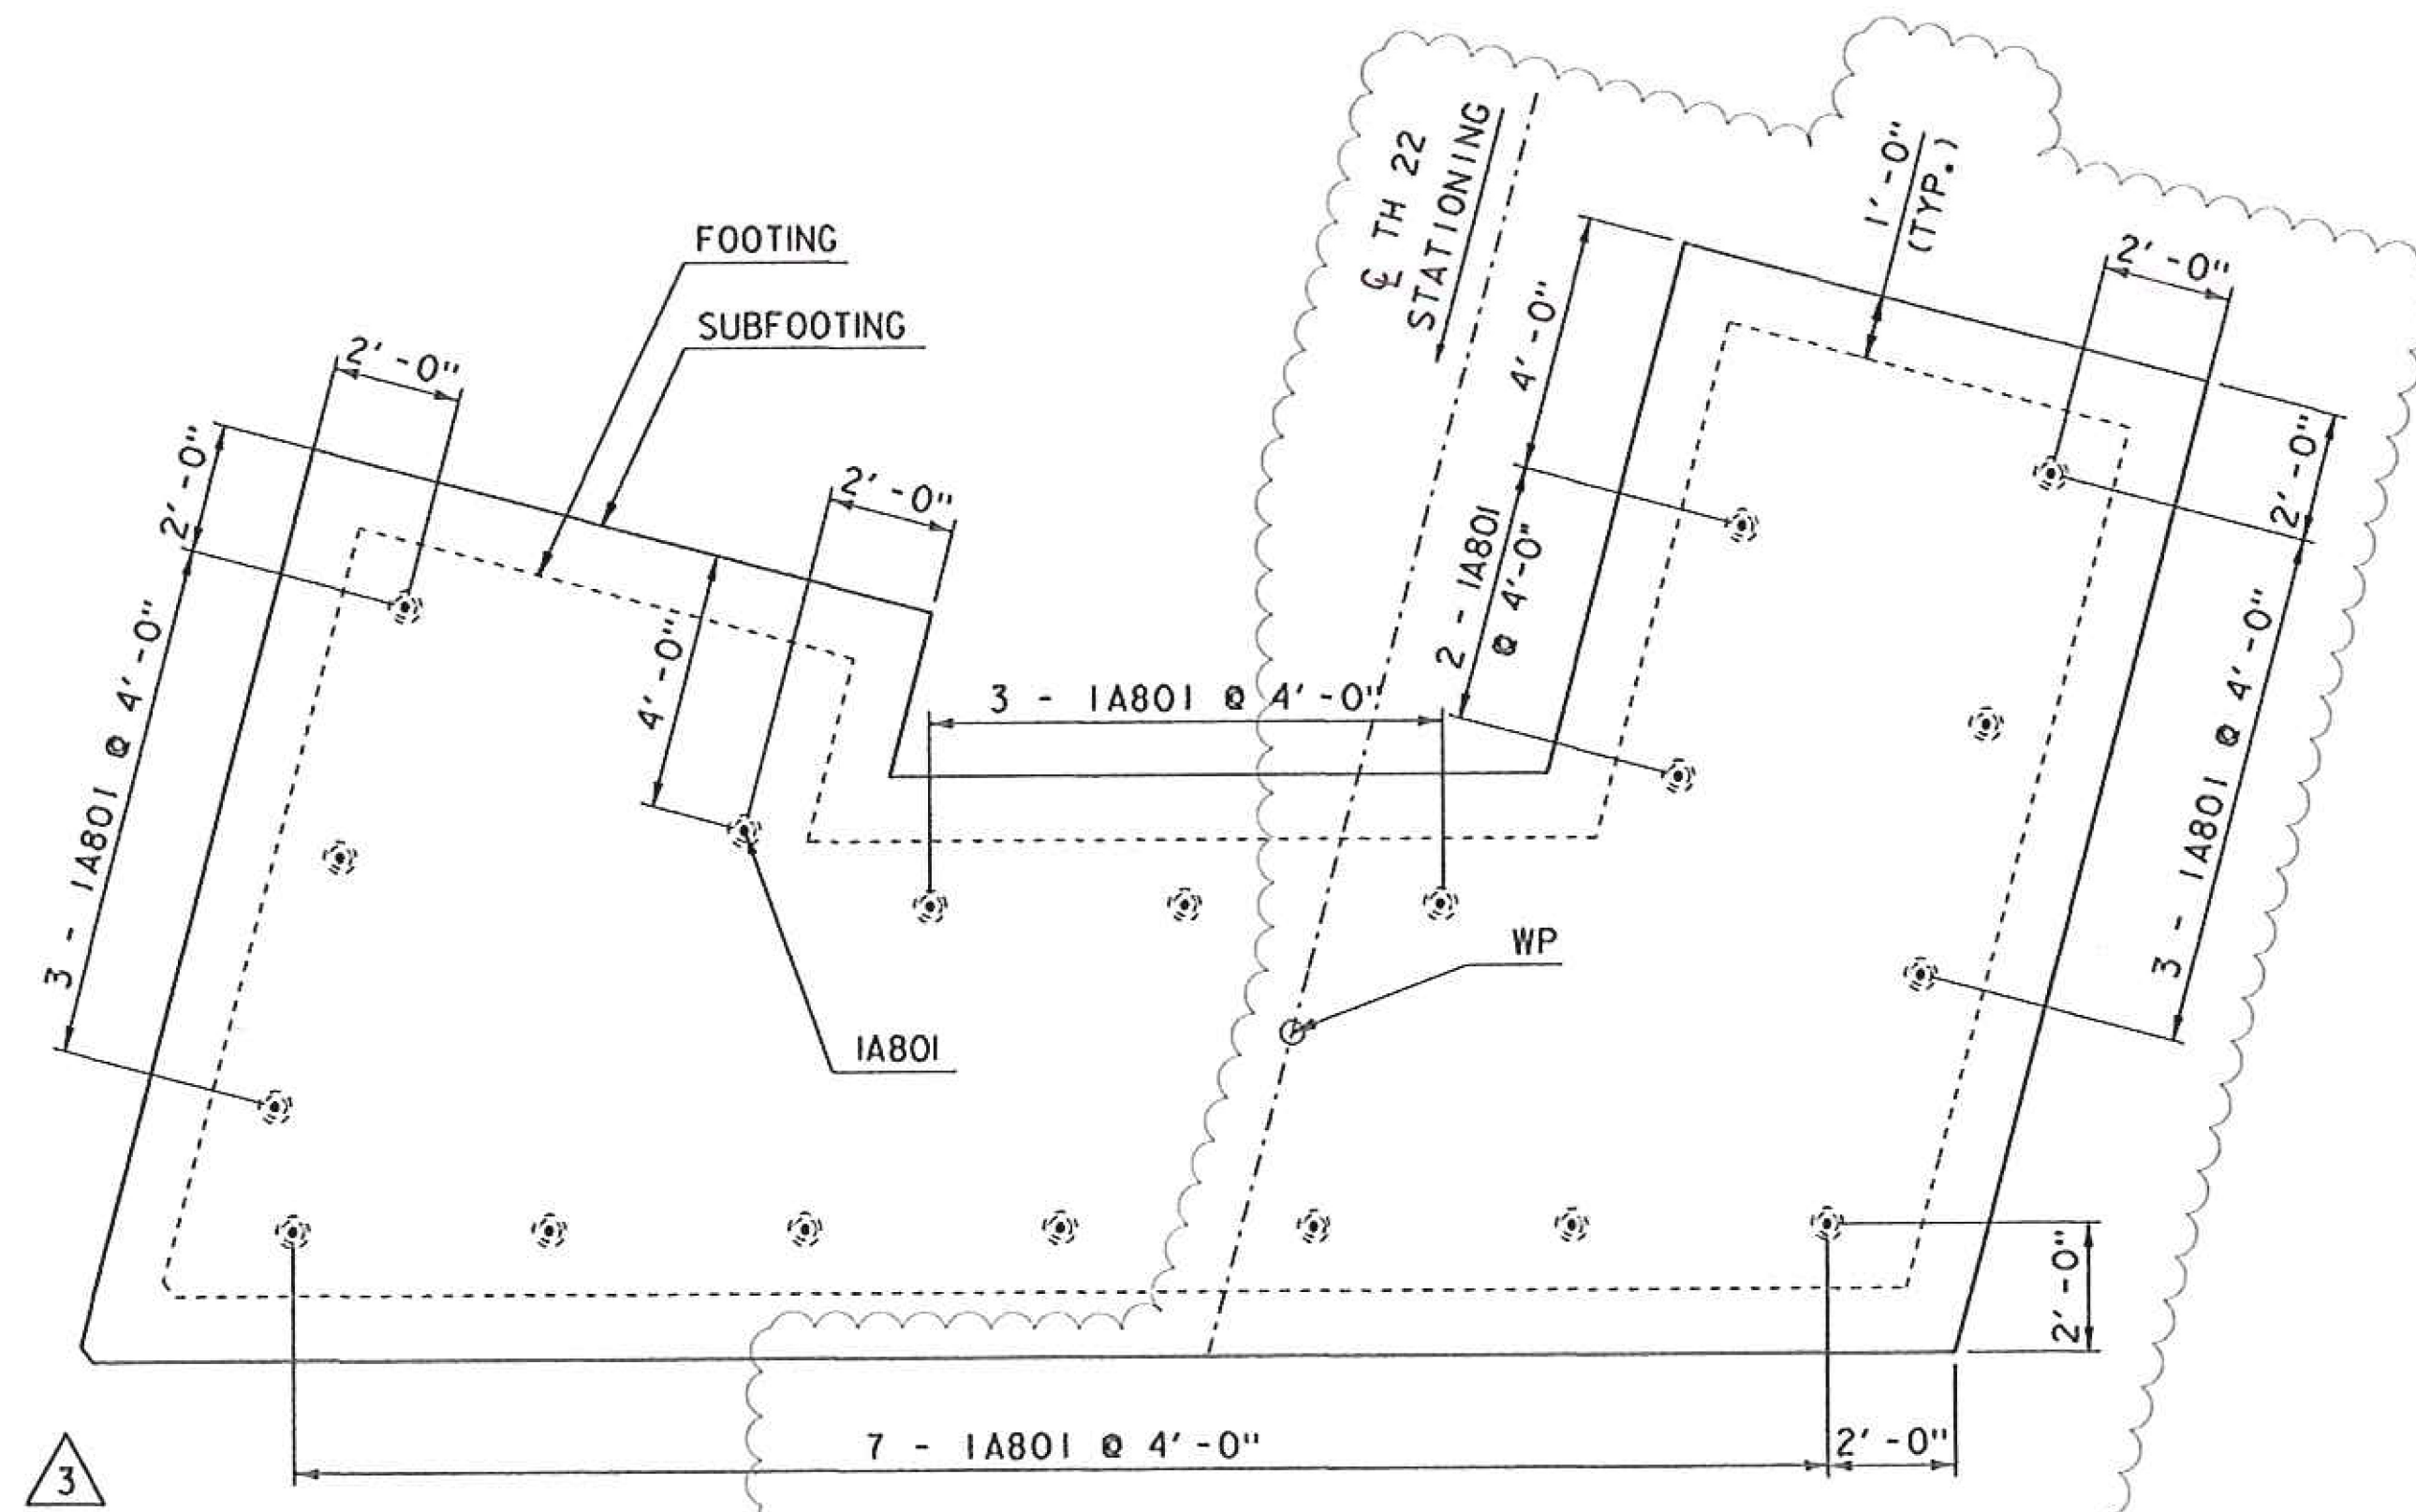 FOOTING
SUBFOOTING
℄ TH 22
STATIONING
1'-0"
(TYP.)
2'-0"
4'-0"
2'-0"
2'-0"
2'-0"
2'-0"
4'-0"
2 - 1A801
@ 4'-0"
3 - 1A801 @ 4'-0"
3 - 1A801 @ 4'-0"
3 - 1A801 @ 4'-0"
WP
1A801
2'-0"
7 - 1A801 @ 4'-0"
2'-0"
3